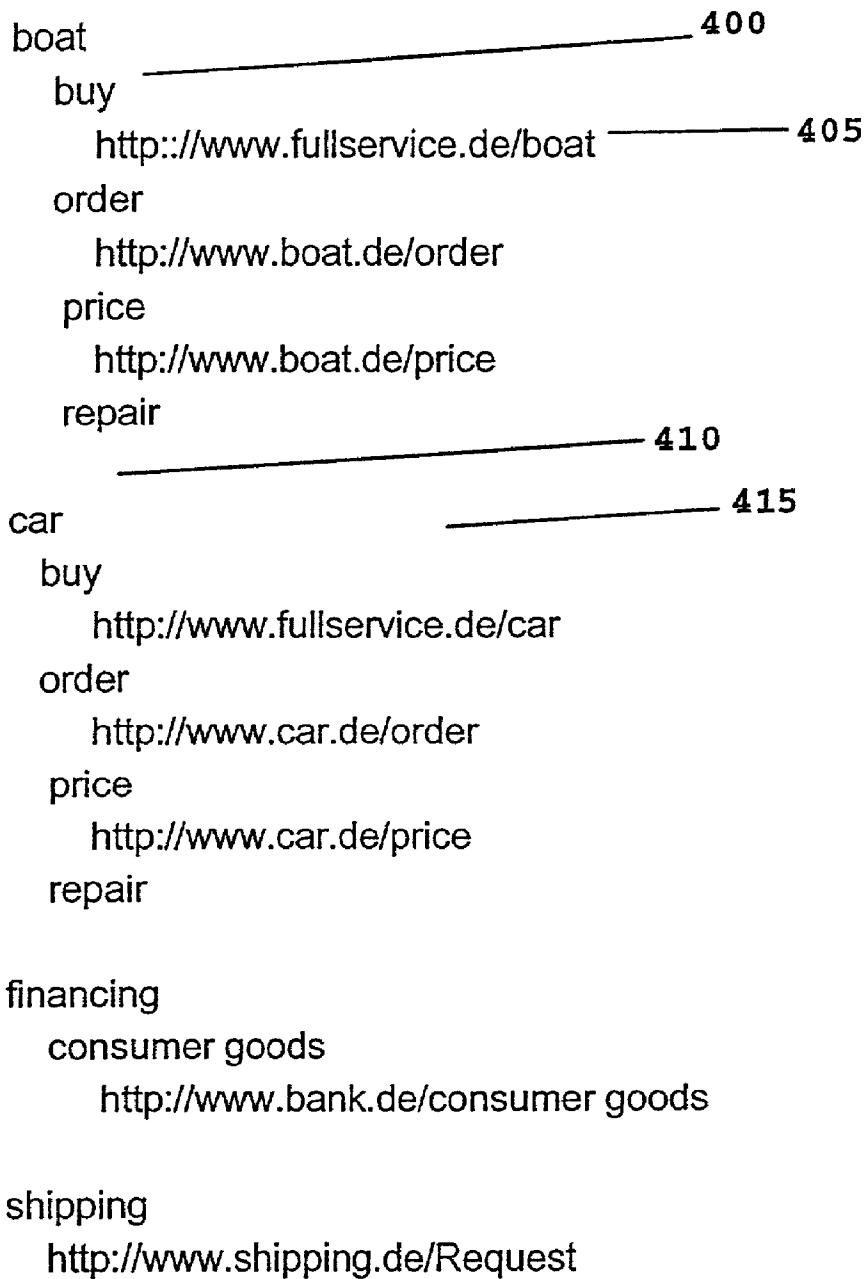 boat 400
buy
http:://www.fullservice.de/boat 405
order
http://www.boat.de/order
price
http://www.boat.de/price
repair
410
415
car
buy
http://www.fullservice.de/car
order
http://www.car.de/order
price
http://www.car.de/price
repair
financing
consumer goods
http://www.bank.de/consumer goods
shipping
http://www.shipping.de/Request